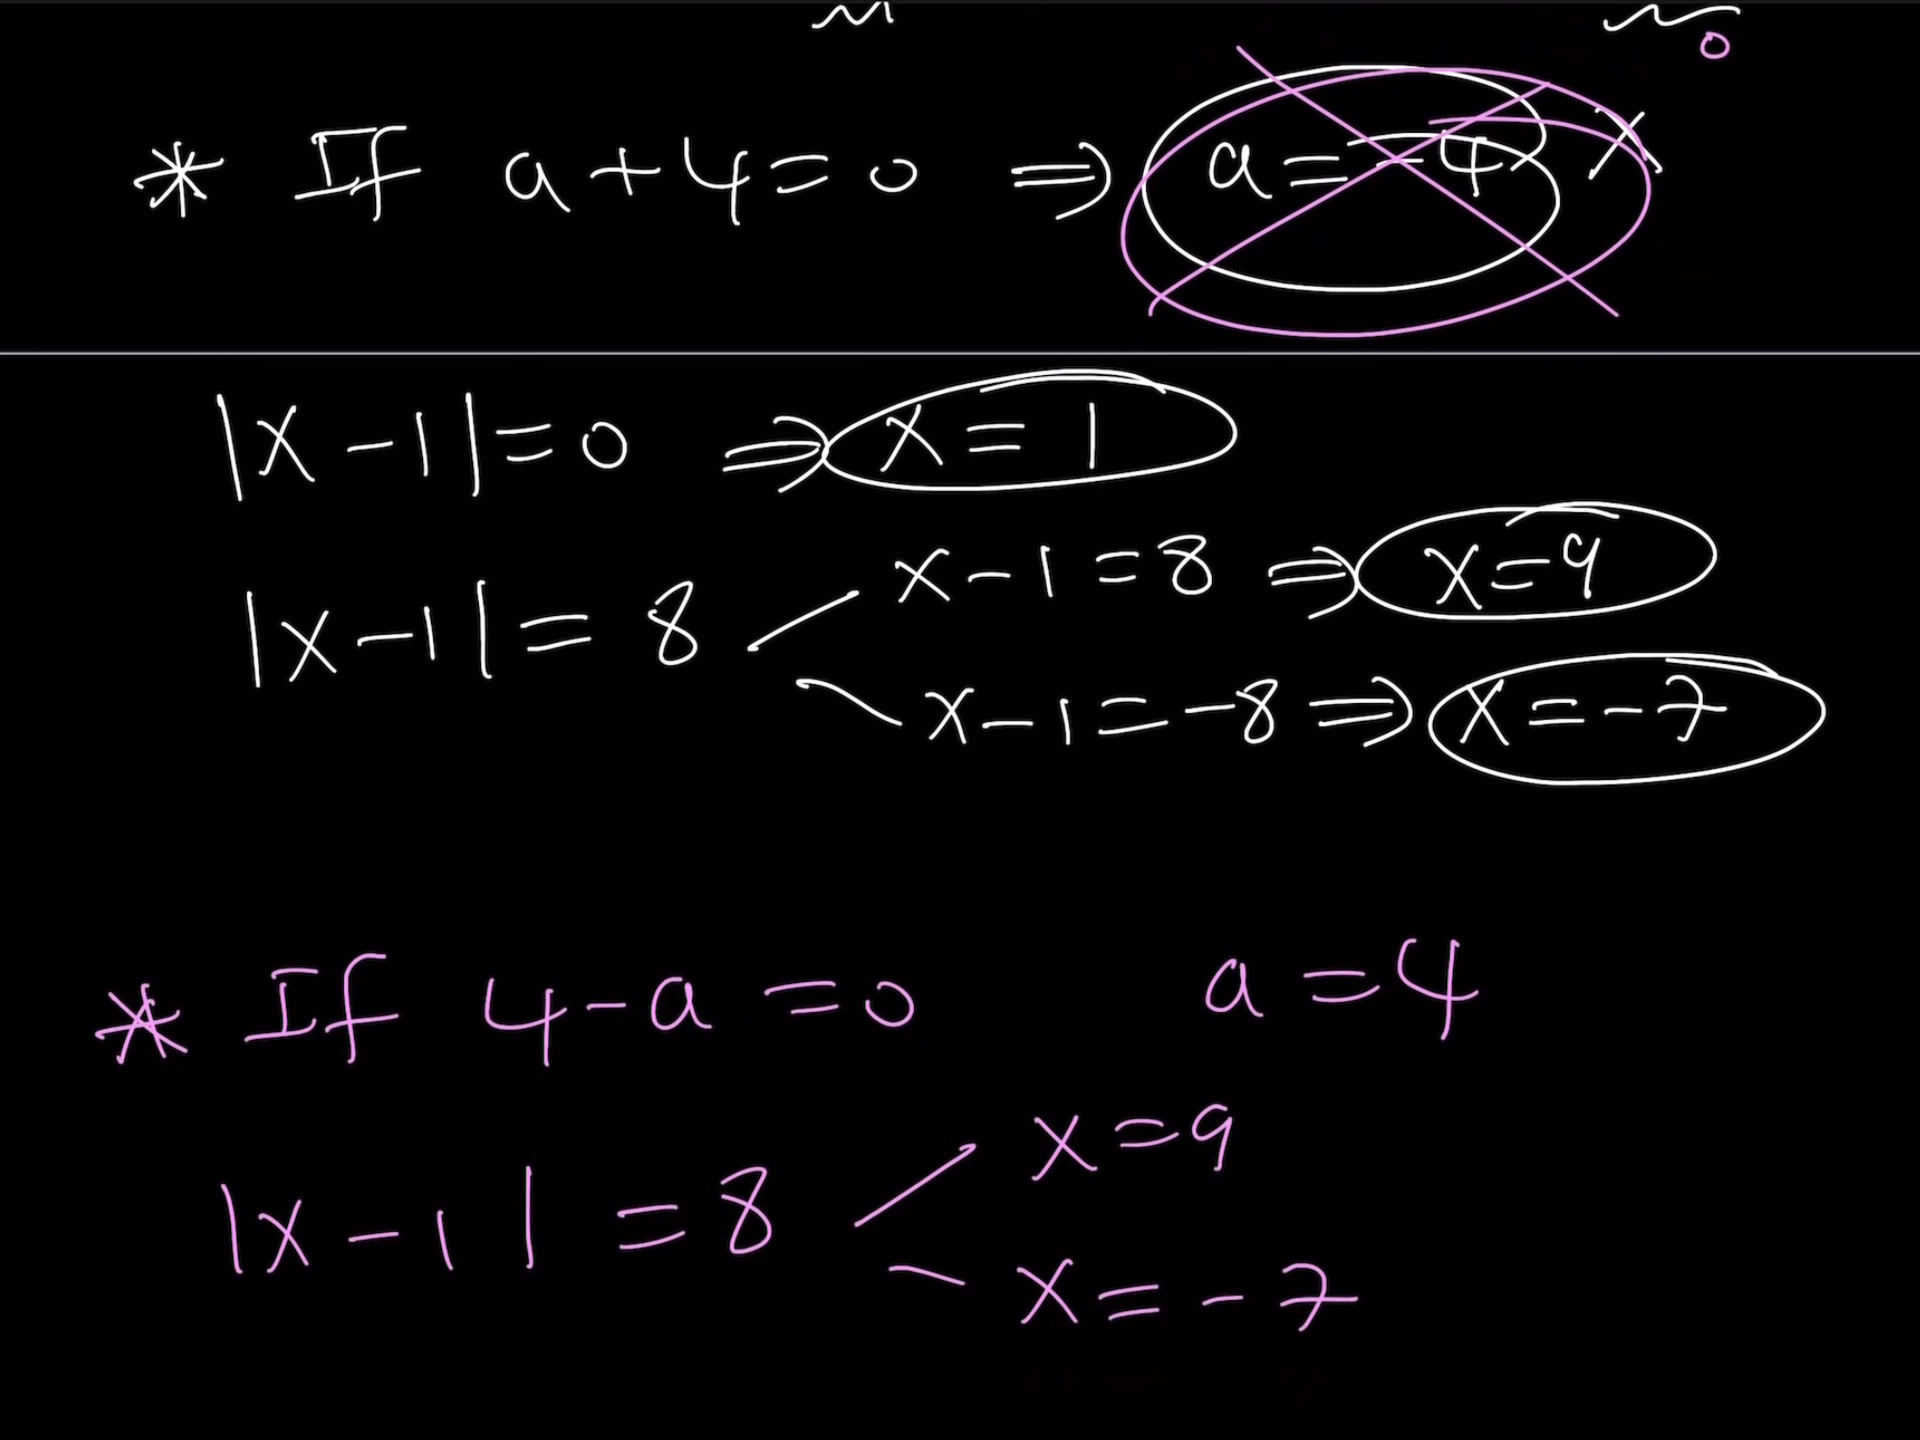 * If a+4=0 ⇒ a=-4 X
|x-1|=0 ⇒ x=1
x-1=8 ⇒ x=9
|x-1|=8
x-1=-8 ⇒ x=-7
* If 4-a=0 a=4
x=9
|x-1|=8
x=-7